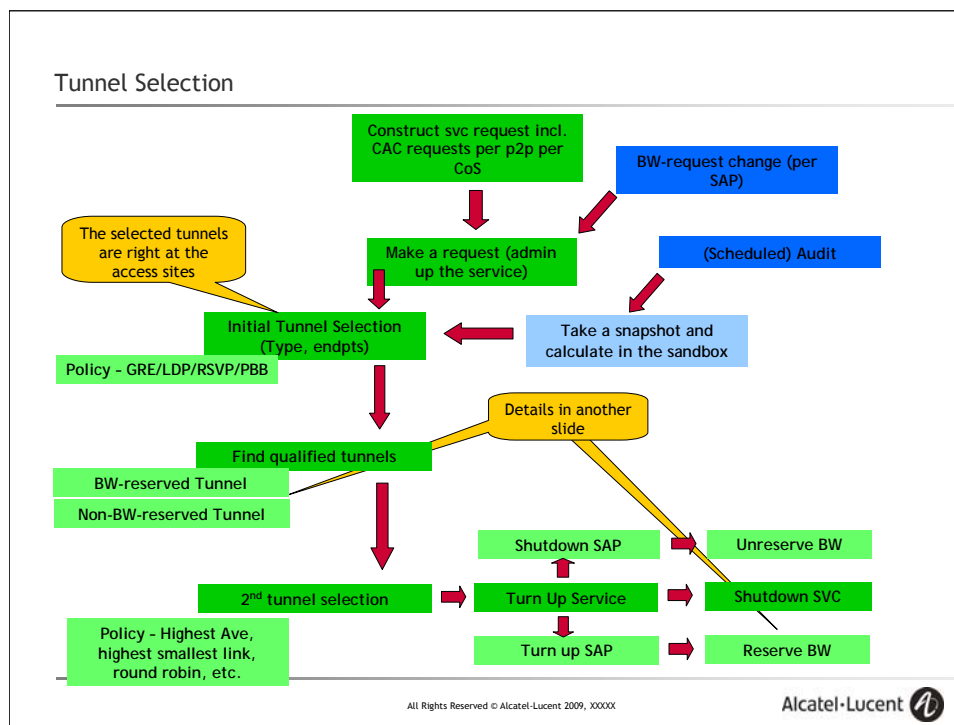 Tunnel Selection
Construct svc request incl.
CAC requests per p2p per
CoS
BW-request change (per
SAP)
The selected tunnels
are right at the
access sites
Make a request (admin
up the service)
(Scheduled) Audit
Initial Tunnel Selection
(Type, endpts)
Take a snapshot and
calculate in the sandbox
Policy – GRE/LDP/RSVP/PBB
Details in another
slide
Find qualified tunnels
BW-reserved Tunnel
Non-BW-reserved Tunnel
Shutdown SAP
Unreserve BW
2nd tunnel selection
Turn Up Service
Shutdown SVC
Policy – Highest Ave,
highest smallest link,
round robin, etc.
Turn up SAP
Reserve BW
All Rights Reserved © Alcatel-Lucent 2009, XXXXX
Alcatel·Lucent